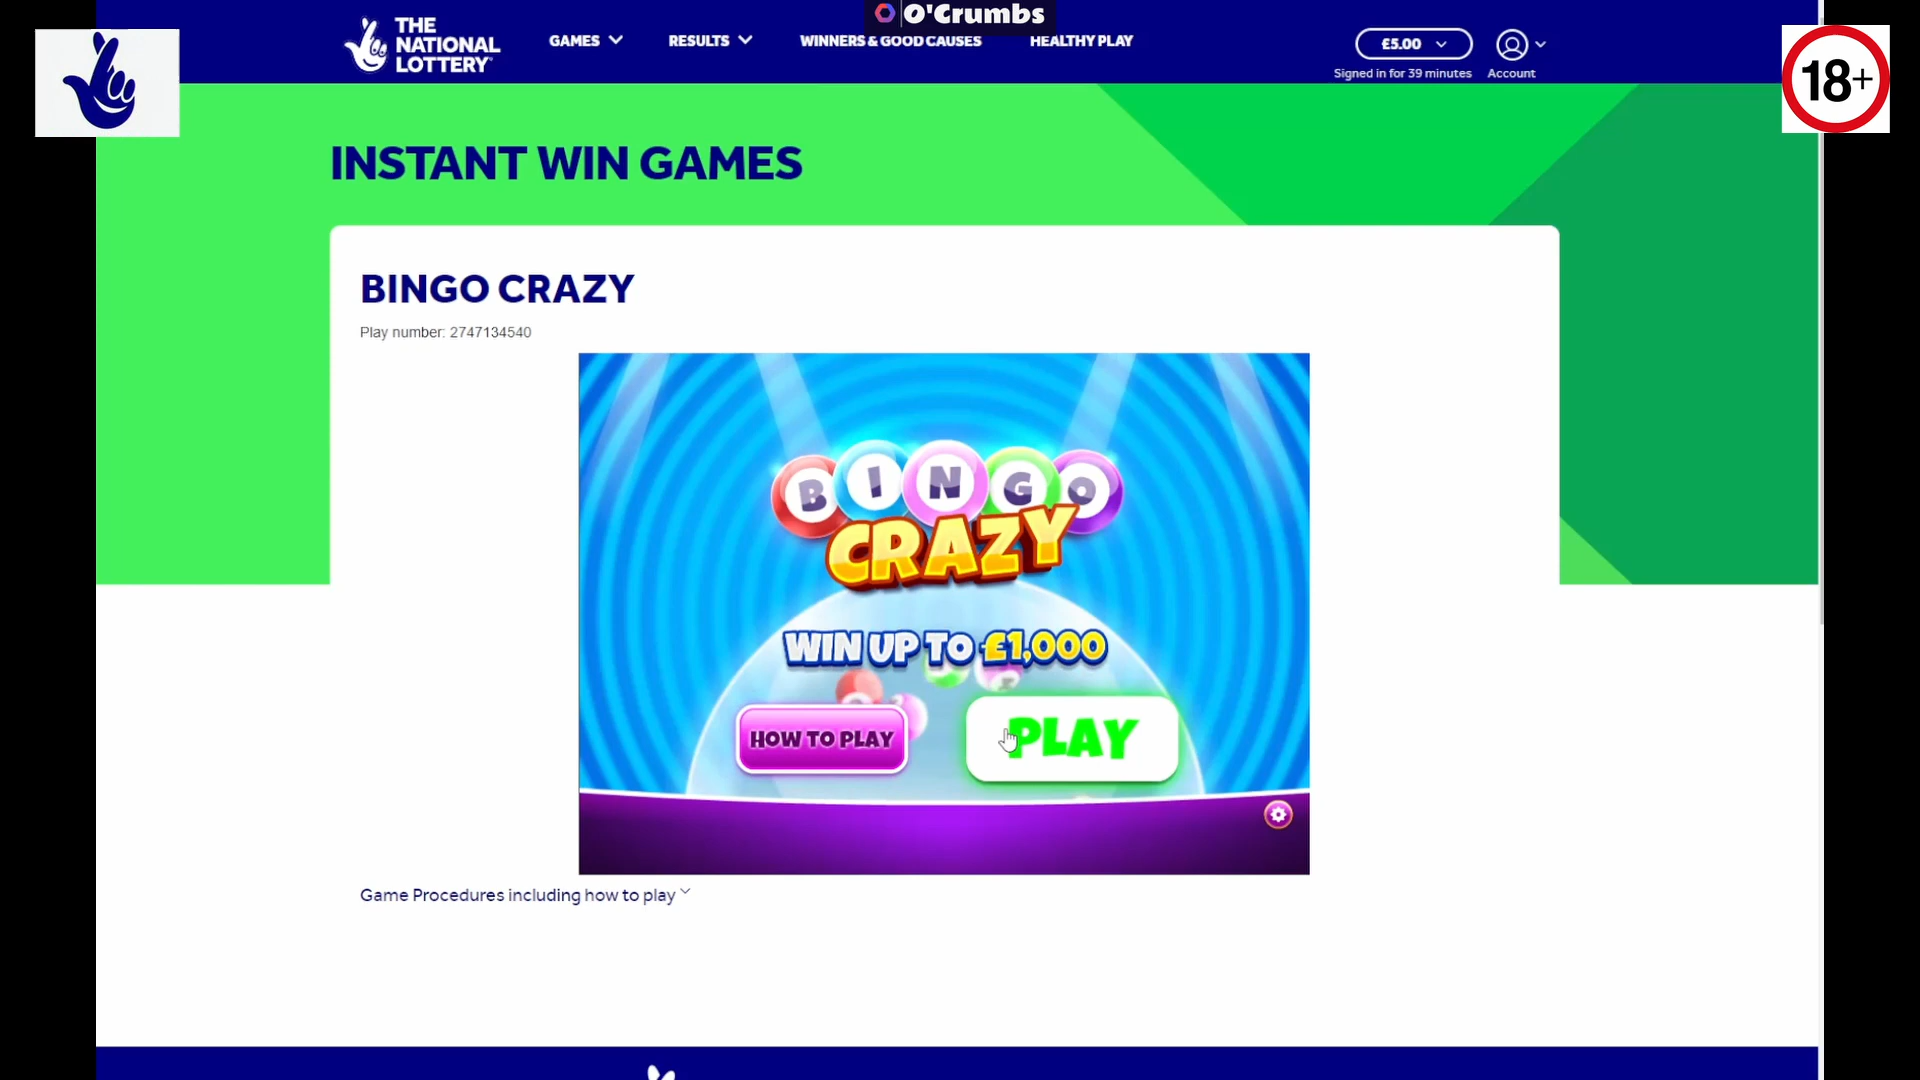 O'Crumbs
THE
NATIONAL
LOTTERY
GAMES
RESULTS
WINNERS & GOOD CAUSES
HEALTHY PLAY
£5.00
Signed in for 39 minutes
Account
18+
INSTANT WIN GAMES
BINGO CRAZY
Play number: 2747134540
BINGO
CRAZY
WIN UP TO £1,000
HOW TO PLAY
PLAY
Game Procedures including how to play